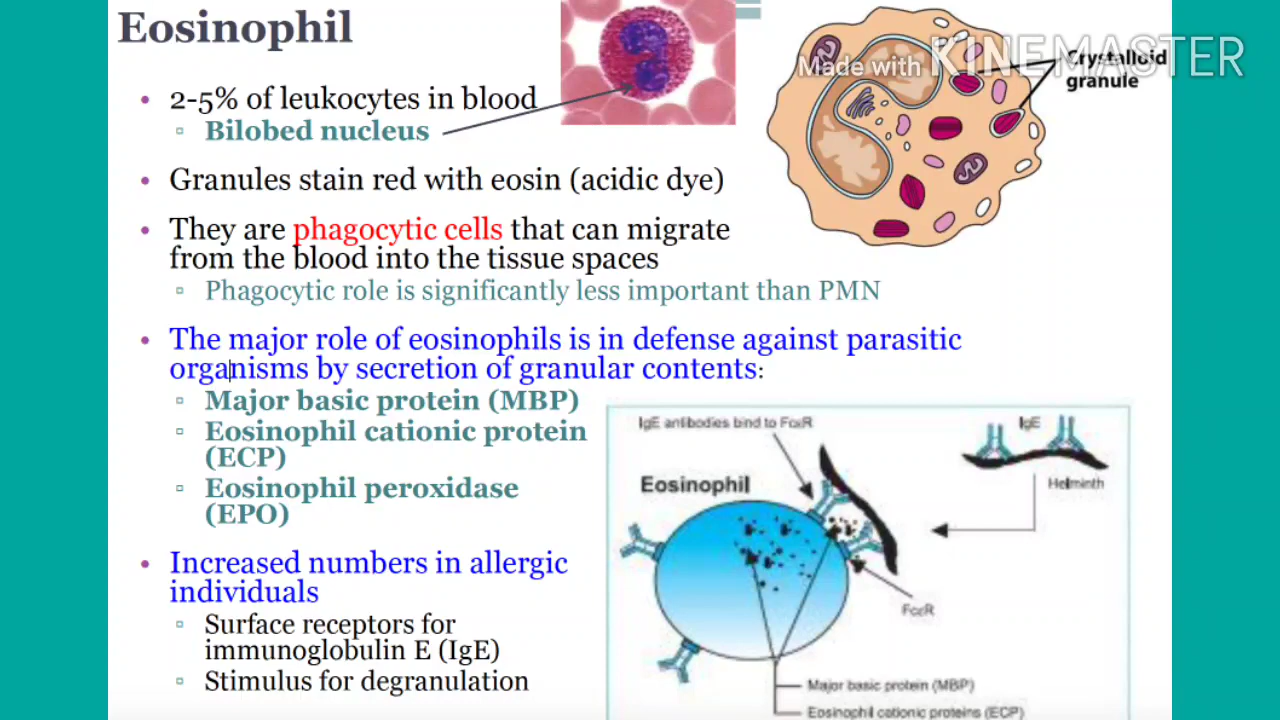 Eosinophil
Made with KINEMASTER
Crystalloid
granule
• 2-5% of leukocytes in blood
▫ Bilobed nucleus
• Granules stain red with eosin (acidic dye)
• They are phagocytic cells that can migrate
from the blood into the tissue spaces
▫ Phagocytic role is significantly less important than PMN
• The major role of eosinophils is in defense against parasitic
organisms by secretion of granular contents:
▫ Major basic protein (MBP)
▫ Eosinophil cationic protein
(ECP)
▫ Eosinophil peroxidase
(EPO)
• Increased numbers in allergic
individuals
▫ Surface receptors for
immunoglobulin E (IgE)
▫ Stimulus for degranulation
IgE antibodies bind to FcεR
IgE
Eosinophil
Helminth
FcεR
Major basic protein (MBP)
Eosinophil cationic proteins (ECP)